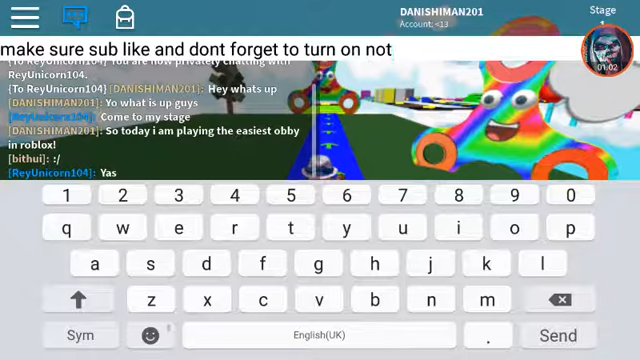 DANISHIMAN201
Account: <13
Stage
1
make sure sub like and dont forget to turn on not
01:02
{To ReyUnicorn104} You are now privately chatting with
ReyUnicorn104.
{To ReyUnicorn104} [DANISHIMAN201]: Hey whats up
[DANISHIMAN201]: Yo what is up guys
[ReyUnicorn104]: Come to my stage
[DANISHIMAN201]: So today i am playing the easiest obby
in roblox!
[bithui]: :/
[ReyUnicorn104]: Yas
1 2 3 4 5 6 7 8 9 0
q w e r t y u i o p
a s d f g h j k l
z x c v b n m
Sym English(UK) . Send